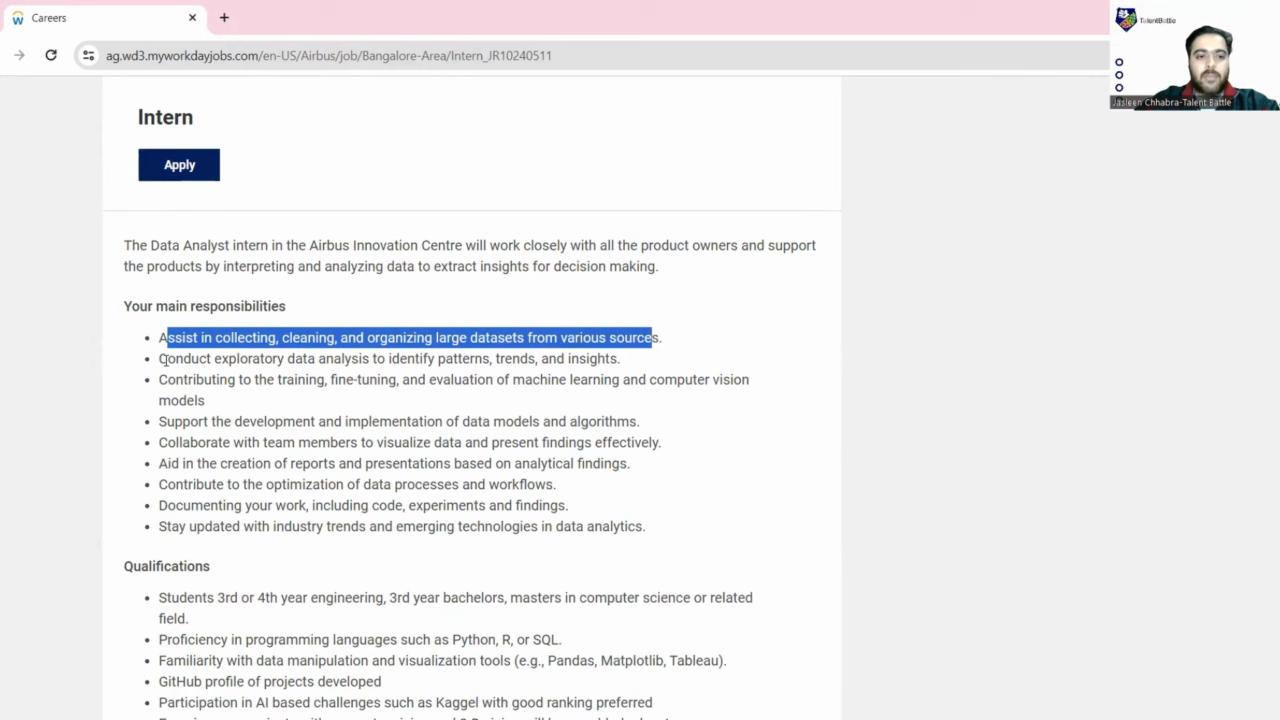 Careers
ag.wd3.myworkdayjobs.com/en-US/Airbus/job/Bangalore-Area/Intern_JR10240511
TalentBattle
Jasleen Chhabra-Talent Battle
Intern
Apply
The Data Analyst intern in the Airbus Innovation Centre will work closely with all the product owners and support
the products by interpreting and analyzing data to extract insights for decision making.
Your main responsibilities
• Assist in collecting, cleaning, and organizing large datasets from various sources.
• Conduct exploratory data analysis to identify patterns, trends, and insights.
• Contributing to the training, fine-tuning, and evaluation of machine learning and computer vision
models
• Support the development and implementation of data models and algorithms.
• Collaborate with team members to visualize data and present findings effectively.
• Aid in the creation of reports and presentations based on analytical findings.
• Contribute to the optimization of data processes and workflows.
• Documenting your work, including code, experiments and findings.
• Stay updated with industry trends and emerging technologies in data analytics.
Qualifications
• Students 3rd or 4th year engineering, 3rd year bachelors, masters in computer science or related
field.
• Proficiency in programming languages such as Python, R, or SQL.
• Familiarity with data manipulation and visualization tools (e.g., Pandas, Matplotlib, Tableau).
• GitHub profile of projects developed
• Participation in AI based challenges such as Kaggel with good ranking preferred